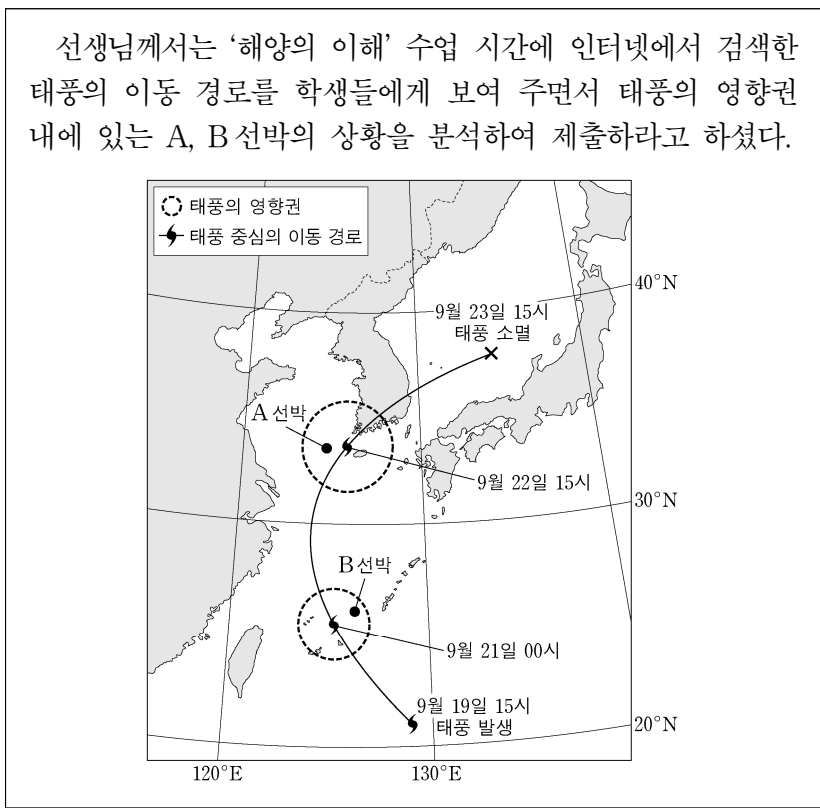 선생님께서는 ‘해양의 이해’ 수업 시간에 인터넷에서 검색한
태풍의 이동 경로를 학생들에게 보여 주면서 태풍의 영향권
내에 있는 A, B 선박의 상황을 분석하여 제출하라고 하셨다.
태풍의 영향권
태풍 중심의 이동 경로
40°N
9월 23일 15시
태풍 소멸
A 선박
9월 22일 15시
30°N
B 선박
9월 21일 00시
9월 19일 15시
태풍 발생
20°N
120°E
130°E